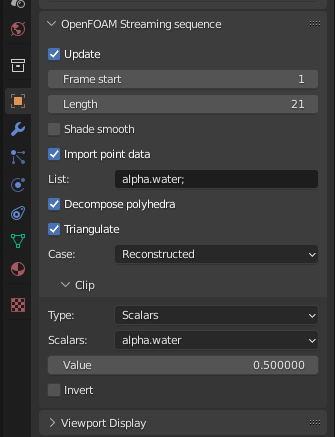 OpenFOAM Streaming sequence
Update
Frame start 1
Length 21
Shade smooth
Import point data
List: alpha.water;
Decompose polyhedra
Triangulate
Case: Reconstructed
Clip
Type: Scalars
Scalars: alpha.water
Value 0.500000
Invert
Viewport Display